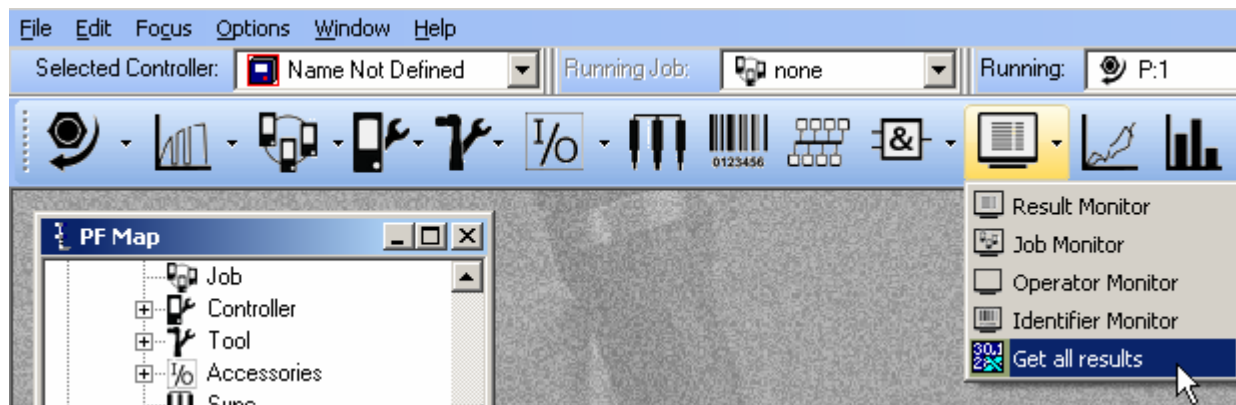 File Edit Focus Options Window Help
Selected Controller: Name Not Defined Running Job: none Running: P:1
I/O 0123456 &
Result Monitor
PF Map
Job Monitor
Job
Operator Monitor
Controller
Identifier Monitor
Tool
Get all results
I/O Accessories
Sync